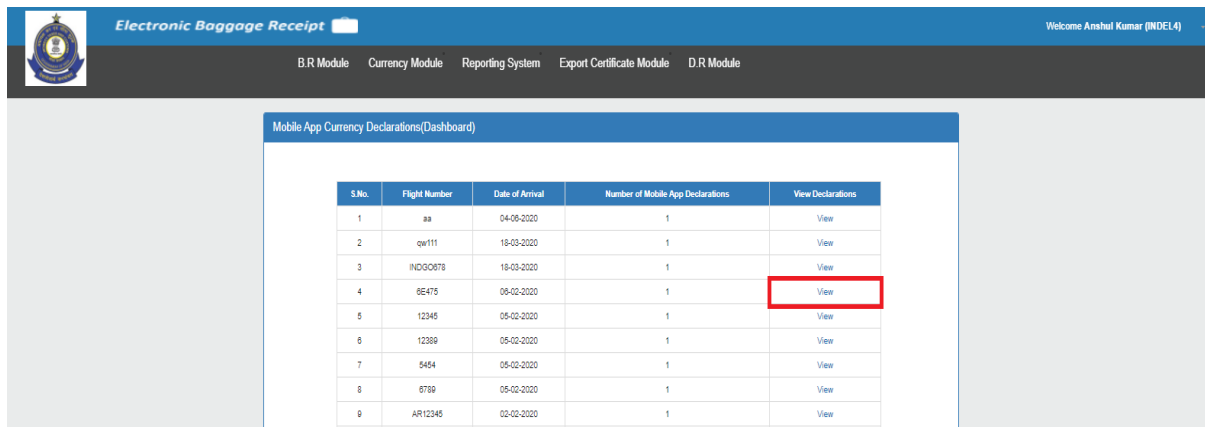 Electronic Baggage Receipt
Welcome Anshul Kumar (INDEL4)
B.R Module Currency Module Reporting System Export Certificate Module D.R Module
Mobile App Currency Declarations(Dashboard)
S.No. Flight Number Date of Arrival Number of Mobile App Declarations View Declarations
1 aa 04-06-2020 1 View
2 qw111 18-03-2020 1 View
3 INDGO678 18-03-2020 1 View
4 6E475 06-02-2020 1 View
5 12345 05-02-2020 1 View
6 12389 05-02-2020 1 View
7 5454 05-02-2020 1 View
8 6789 05-02-2020 1 View
9 AR12345 02-02-2020 1 View